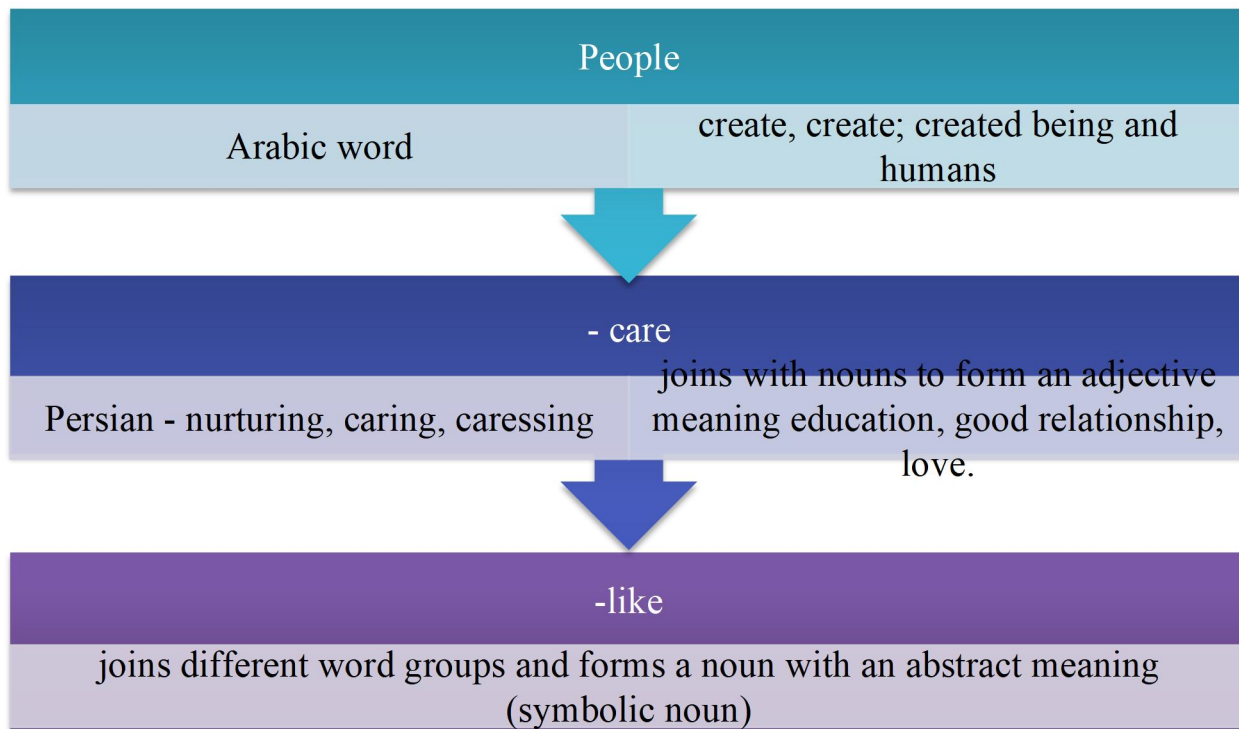 People
Arabic word
create, create; created being and
humans
- care
Persian - nurturing, caring, caressing
joins with nouns to form an adjective
meaning education, good relationship,
love.
-like
joins different word groups and forms a noun with an abstract meaning
(symbolic noun)